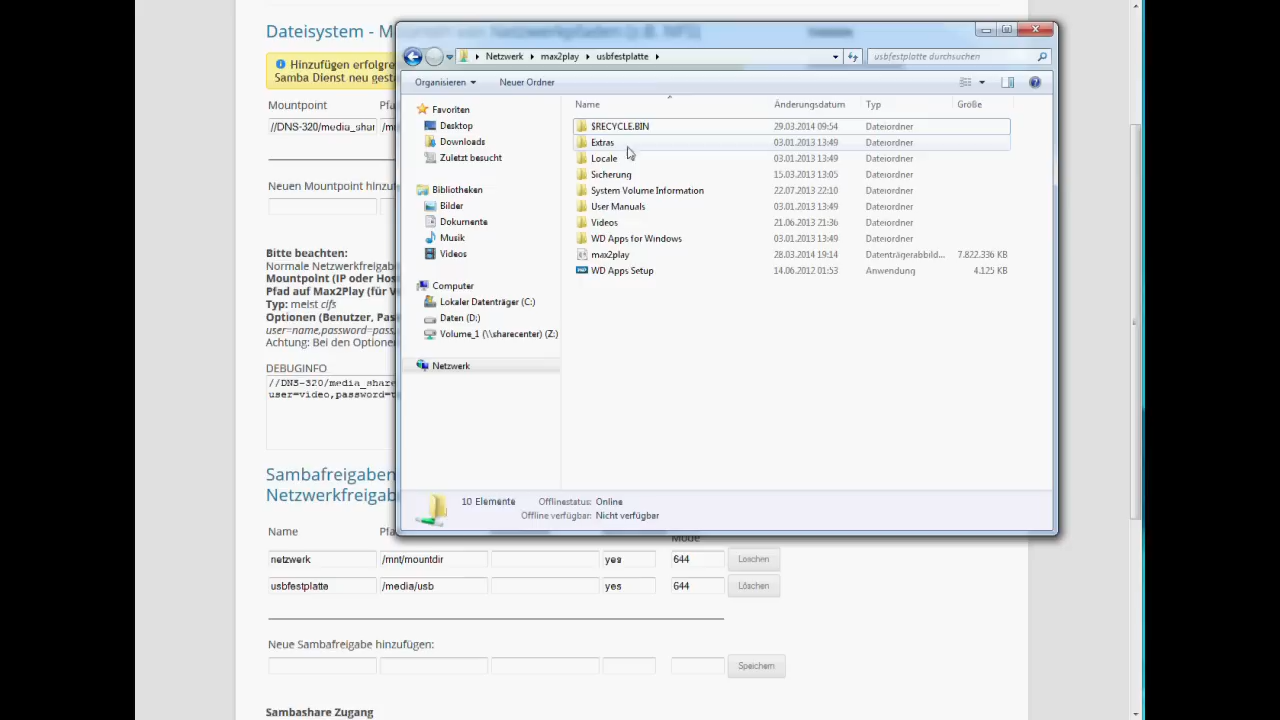 Dateisystem - M
Hinzufügen erfolgre
Samba Dienst neu gesta
Mountpoint Pfa
//DNS-320/media_shar /m
Neuen Mountpoint hinzu
Bitte beachten:
Normale Netzwerkfreigab
Mountpoint (IP oder Hos
Pfad auf Max2Play (für V
Typ: meist cifs
Optionen (Benutzer, Pas
user=name,password=pass,
Achtung: Bei den Optionen
DEBUGINFO
//DNS-320/media_share
user=video,password=t
Sambafreigaben
Netzwerkfreigab
Name Pfa Mode
netzwerk /mnt/mountdir yes 644 Löschen
usbfestplatte /media/usb yes 644 Löschen
Neue Sambafreigabe hinzufügen:
Speichern
Sambashare Zugang
Netzwerk max2play usbfestplatte usbfestplatte durchsuchen
Organisieren Neuer Ordner
Favoriten
Desktop
Downloads
Zuletzt besucht
Bibliotheken
Bilder
Dokumente
Musik
Videos
Computer
Lokaler Datenträger (C:)
Daten (D:)
Volume_1 (\\sharecenter) (Z:)
Netzwerk
Name Änderungsdatum Typ Größe
$RECYCLE.BIN 29.03.2014 09:54 Dateiordner
Extras 03.01.2013 13:49 Dateiordner
Locale 03.01.2013 13:49 Dateiordner
Sicherung 15.03.2013 13:05 Dateiordner
System Volume Information 22.07.2013 22:10 Dateiordner
User Manuals 03.01.2013 13:49 Dateiordner
Videos 21.06.2013 21:36 Dateiordner
WD Apps for Windows 03.01.2013 13:49 Dateiordner
max2play 28.03.2014 19:14 Datenträgerabbild... 7.822.336 KB
WD Apps Setup 14.06.2012 01:53 Anwendung 4.125 KB
10 Elemente Offlinestatus: Online
Offline verfügbar: Nicht verfügbar